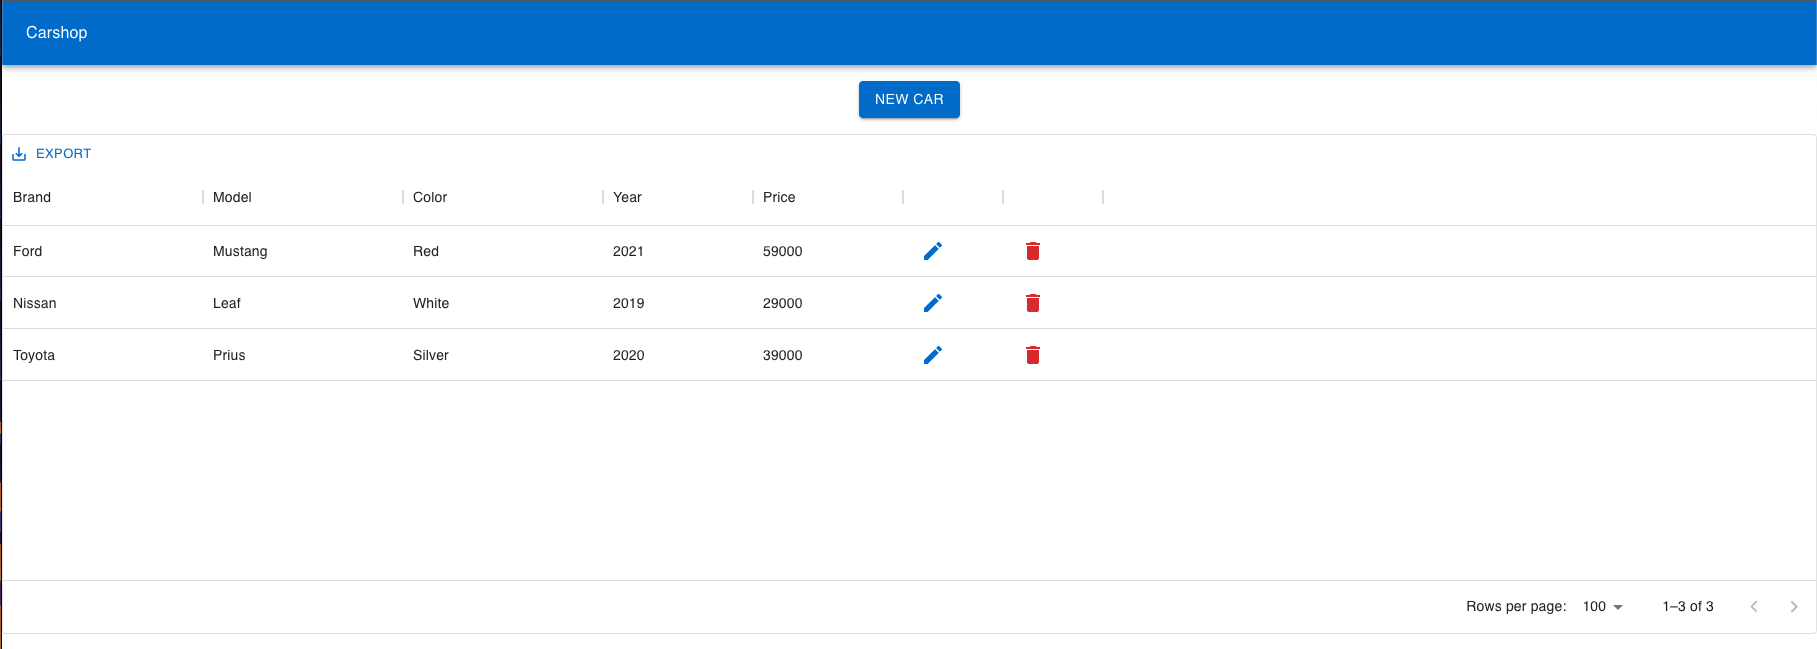 Carshop
NEW CAR
EXPORT
Brand Model Color Year Price
Ford Mustang Red 2021 59000
Nissan Leaf White 2019 29000
Toyota Prius Silver 2020 39000
Rows per page: 100 1–3 of 3